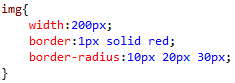 img{
    width:200px;
    border:1px solid red;
    border-radius:10px 20px 30px;
}